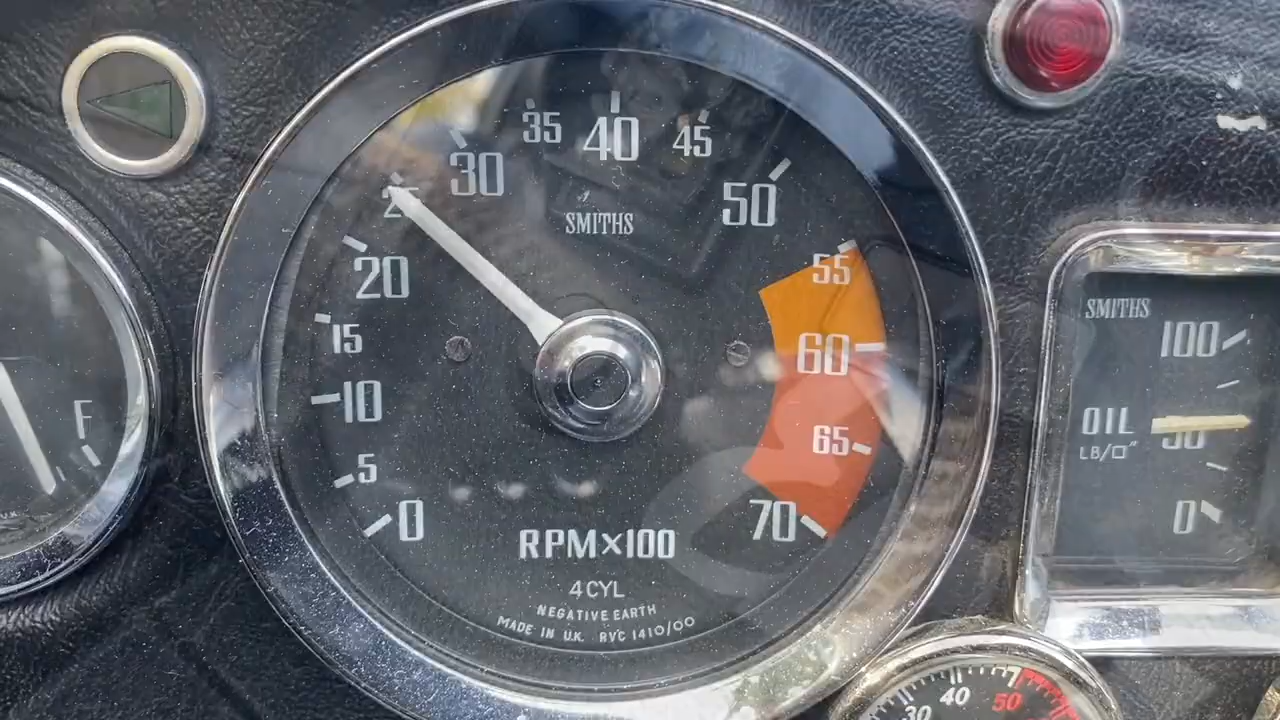 35
40
45
30
50
SMITHS
20
55
15
60
10
65
5
0
70
RPM×100
4CYL
NEGATIVE EARTH
MADE IN U.K. RVC 1410/00
F
SMITHS
100
OIL
50
LB/□"
0
30
40
50